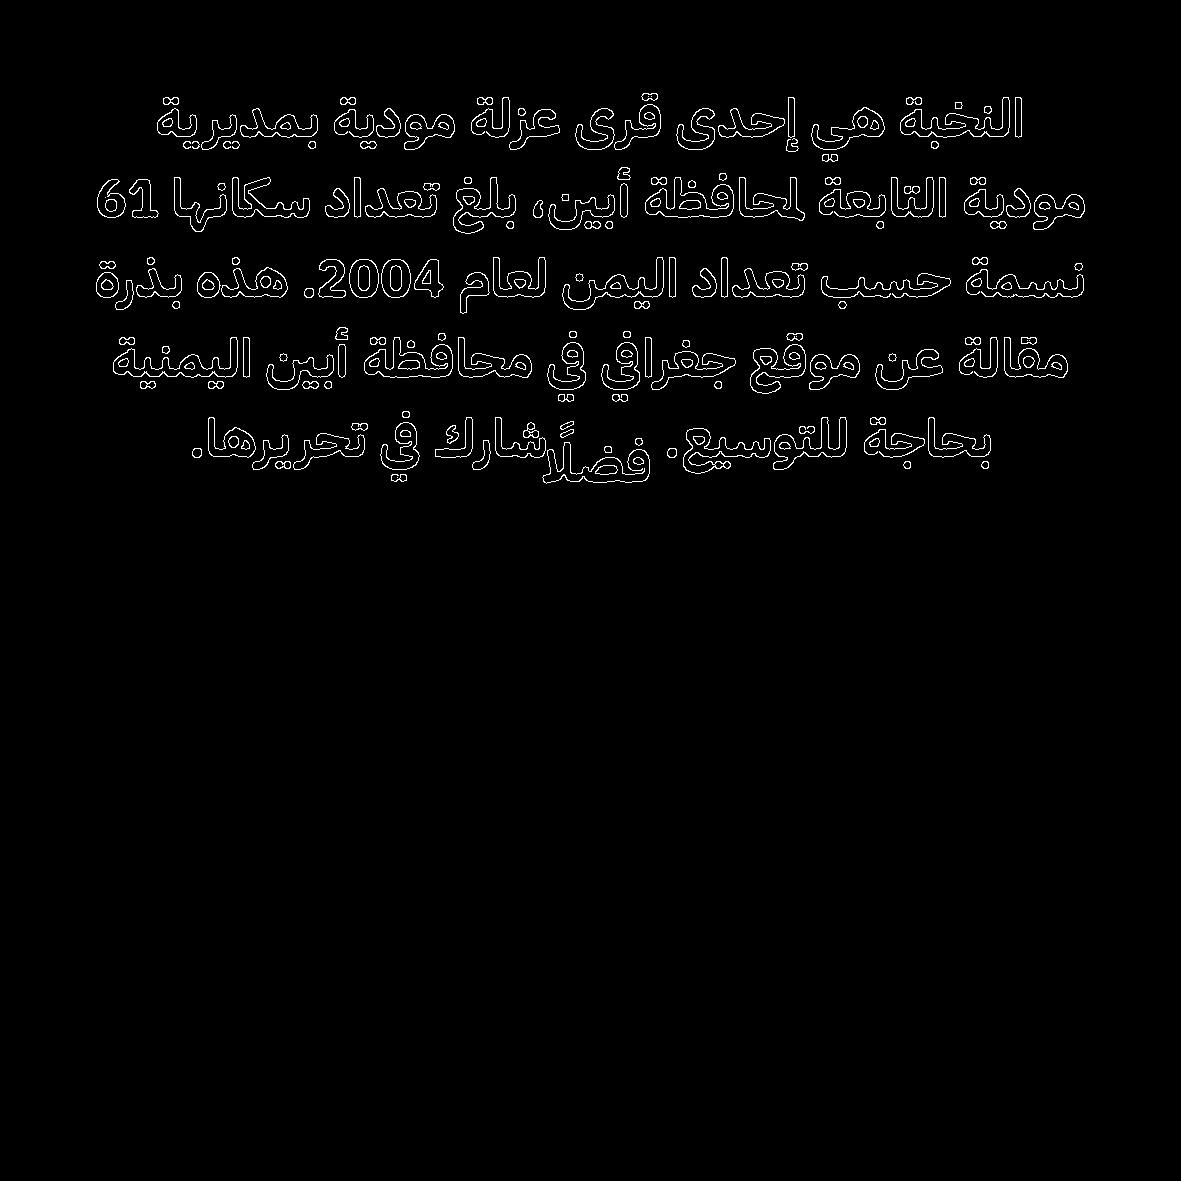 النخبة هي إحدى قرى عزلة مودية بمديرية
مودية التابعة لمحافظة أبين، بلغ تعداد سكانها 61
نسمة حسب تعداد اليمن لعام 2004. هذه بذرة
مقالة عن موقع جغرافي في محافظة أبين اليمنية
بحاجة للتوسيع. فضلًا شارك في تحريرها.